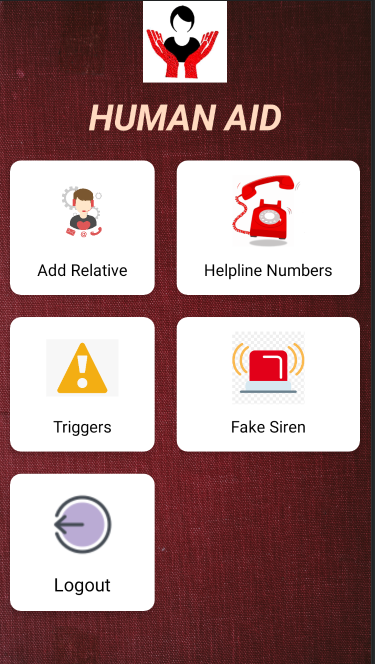 HUMAN AID
Add Relative
Helpline Numbers
Triggers
Fake Siren
Logout